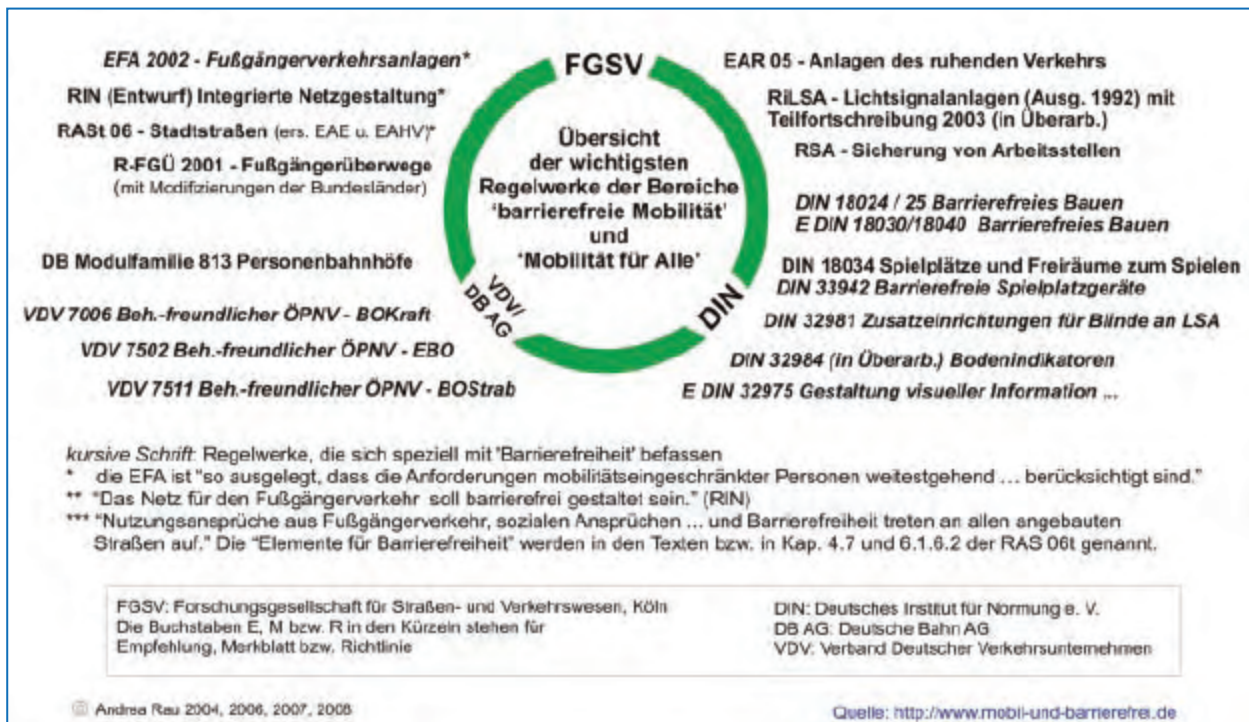 FGSV
EFA 2002 - Fußgängerverkehrsanlagen*
RIN (Entwurf) Integrierte Netzgestaltung*
RASt 06 - Stadtstraßen (ers. EAE u. EAHV)*
R-FGÜ 2001 - Fußgängerüberwege
(mit Modifizierungen der Bundesländer)
EAR 05 - Anlagen des ruhenden Verkehrs
RiLSA - Lichtsignalanlagen (Ausg. 1992) mit
Teilfortschreibung 2003 (in Überarb.)
RSA - Sicherung von Arbeitsstellen
Übersicht
der wichtigsten
Regelwerke der Bereiche
'barrierefreie Mobilität'
und
'Mobilität für Alle'
VDV/
DB AG
DB Modulfamilie 813 Personenbahnhöfe
VDV 7006 Beh.-freundlicher ÖPNV - BOKraft
VDV 7502 Beh.-freundlicher ÖPNV - EBO
VDV 7511 Beh.-freundlicher ÖPNV - BOStrab
DIN
DIN 18024 / 25 Barrierefreies Bauen
E DIN 18030/18040 Barrierefreies Bauen
DIN 18034 Spielplätze und Freiräume zum Spielen
DIN 33942 Barrierefreie Spielplatzgeräte
DIN 32981 Zusatzeinrichtungen für Blinde an LSA
DIN 32984 (in Überarb.) Bodenindikatoren
E DIN 32975 Gestaltung visueller Information ...
kursive Schrift: Regelwerke, die sich speziell mit 'Barrierefreiheit' befassen
* die EFA ist "so ausgelegt, dass die Anforderungen mobilitätseingeschränkter Personen weitestgehend ... berücksichtigt sind."
** "Das Netz für den Fußgängerverkehr soll barrierefrei gestaltet sein." (RIN)
*** "Nutzungsansprüche aus Fußgängerverkehr, sozialen Ansprüchen ... und Barrierefreiheit treten an allen angebauten
Straßen auf." Die "Elemente für Barrierefreiheit" werden in den Texten bzw. in Kap. 4.7 und 6.1.6.2 der RAS 06t genannt.
FGSV: Forschungsgesellschaft für Straßen- und Verkehrswesen, Köln
Die Buchstaben E, M bzw. R in den Kürzeln stehen für
Empfehlung, Merkblatt bzw. Richtlinie
DIN: Deutsches Institut für Normung e. V.
DB AG: Deutsche Bahn AG
VDV: Verband Deutscher Verkehrsunternehmen
© Andrea Rau 2004, 2006, 2007, 2008
Quelle: http://www.mobil-und-barrierefrei.de